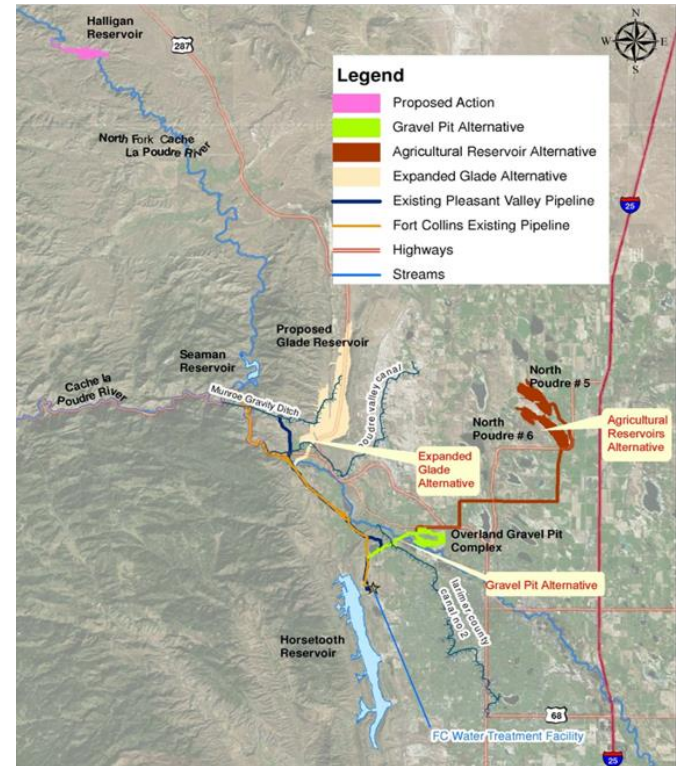 Halligan
Reservoir
287
N
W
E
S
North Fork Cache
La Poudre River
Legend
Proposed Action
Gravel Pit Alternative
Agricultural Reservoir Alternative
Expanded Glade Alternative
Existing Pleasant Valley Pipeline
Fort Collins Existing Pipeline
Highways
Streams
25
Proposed
Glade Reservoir
Seaman
Reservoir
Cache la
Poudre River
Munroe Gravity Ditch
Poudre valley canal
North
Poudre # 5
North
Poudre # 6
Agricultural
Reservoirs
Alternative
Expanded
Glade
Alternative
Overland Gravel Pit
Complex
Gravel Pit Alternative
larimer county
canal no 2
Horsetooth
Reservoir
68
FC Water Treatment Facility
25